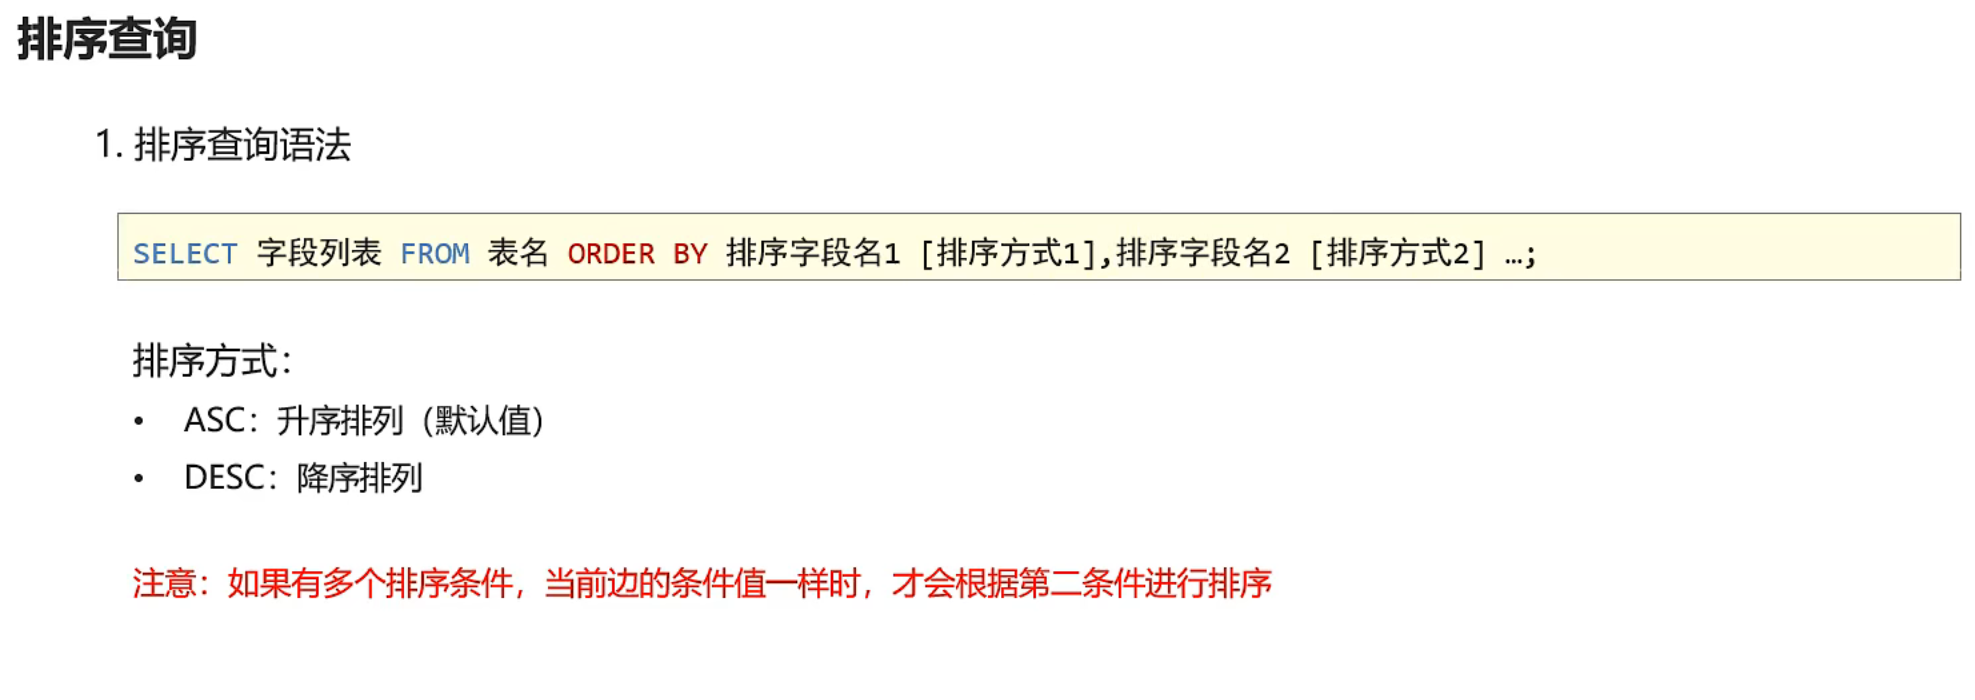 排序查询
1. 排序查询语法
SELECT 字段列表 FROM 表名 ORDER BY 排序字段名1 [排序方式1],排序字段名2 [排序方式2] …;
排序方式：
• ASC：升序排列（默认值）
• DESC：降序排列
注意：如果有多个排序条件，当前边的条件值一样时，才会根据第二条件进行排序